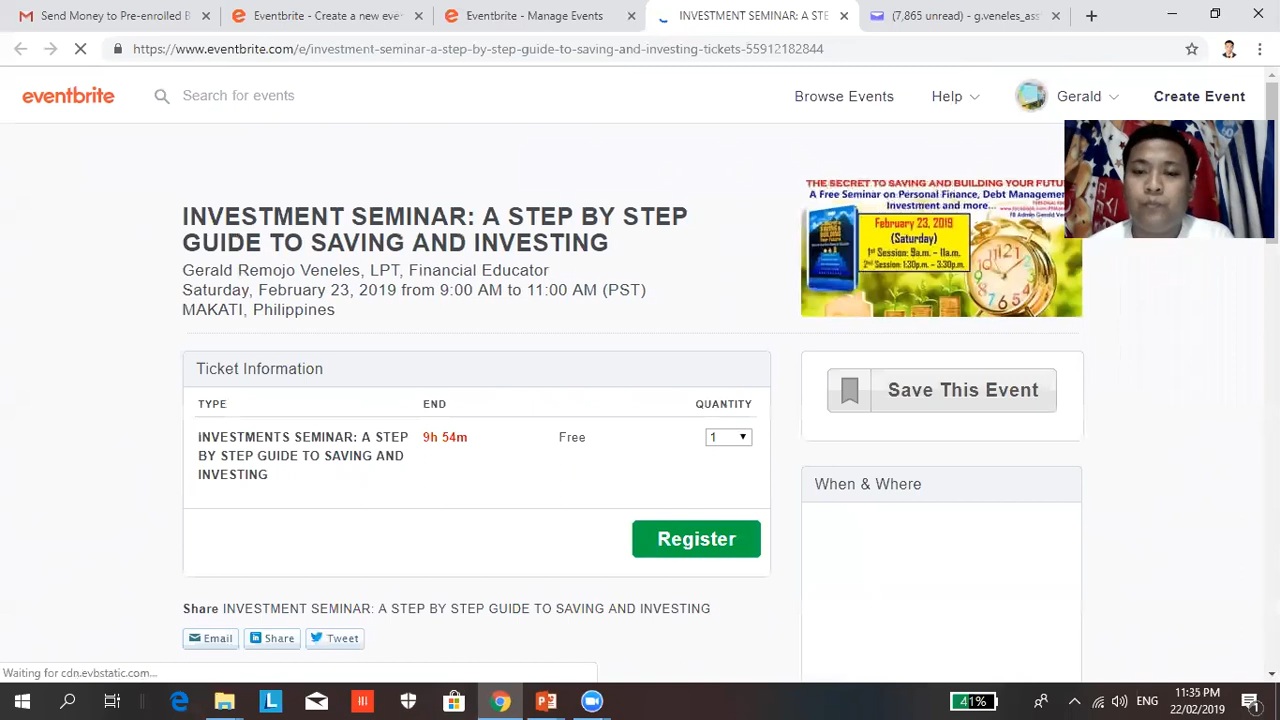 Send Money to Pre-enrolled B
Eventbrite - Create a new eve
Eventbrite - Manage Events
INVESTMENT SEMINAR: A STE
(7,865 unread) - g.veneles_ass
https://www.eventbrite.com/e/investment-seminar-a-step-by-step-guide-to-saving-and-investing-tickets-55912182844
eventbrite
Search for events
Browse Events
Help
Gerald
Create Event
INVESTMENT SEMINAR: A STEP BY STEP
GUIDE TO SAVING AND INVESTING
Gerald Romojo Veneles, LPT, Financial Educator
Saturday, February 23, 2019 from 9:00 AM to 11:00 AM (PST)
MAKATI, Philippines
THE SECRET TO SAVING AND BUILDING YOUR FUTU
A Free Seminar on Personal Finance, Debt Managemen
Investment and more...
February 23, 2019
(Saturday)
1st Session: 9a.m. - 11a.m.
2nd Session: 1:30p.m. - 3:30p.m.
Ticket Information
TYPE
END
QUANTITY
INVESTMENTS SEMINAR: A STEP
BY STEP GUIDE TO SAVING AND
INVESTING
9h 54m
Free
1
Register
Save This Event
When & Where
Share INVESTMENT SEMINAR: A STEP BY STEP GUIDE TO SAVING AND INVESTING
Email
Share
Tweet
Waiting for cdn.evbstatic.com...
41%
ENG
11:35 PM
22/02/2019